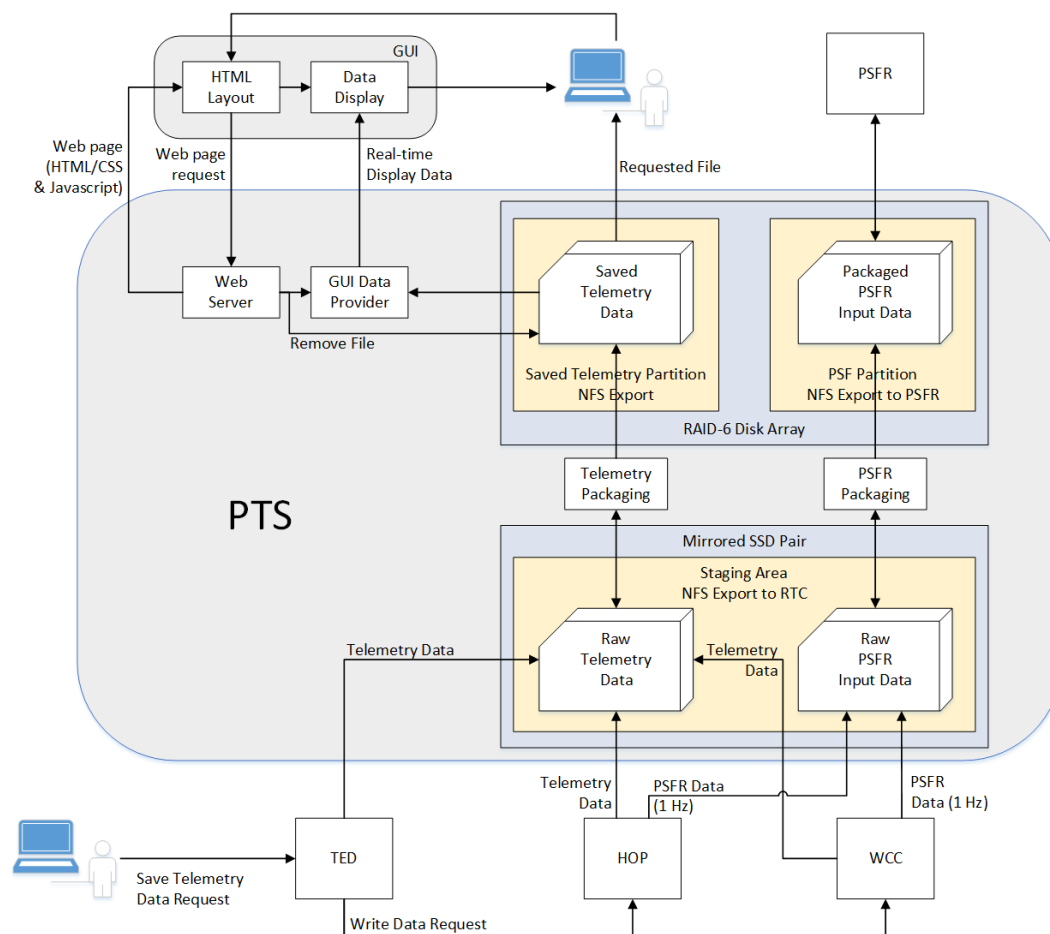 GUI
HTML
Layout
Data
Display
PSFR
Web page
(HTML/CSS
& Javascript)
Web page
request
Real-time
Display Data
Requested File
Web
Server
GUI Data
Provider
Saved
Telemetry
Data
Packaged
PSFR
Input Data
Remove File
Saved Telemetry Partition
NFS Export
PSF Partition
NFS Export to PSFR
RAID-6 Disk Array
Telemetry
Packaging
PSFR
Packaging
PTS
Mirrored SSD Pair
Staging Area
NFS Export to RTC
Telemetry Data
Raw
Telemetry
Data
Telemetry
Data
Raw
PSFR
Input Data
Telemetry
Data
PSFR Data
(1 Hz)
PSFR
Data (1 Hz)
TED
HOP
WCC
Save Telemetry
Data Request
Write Data Request